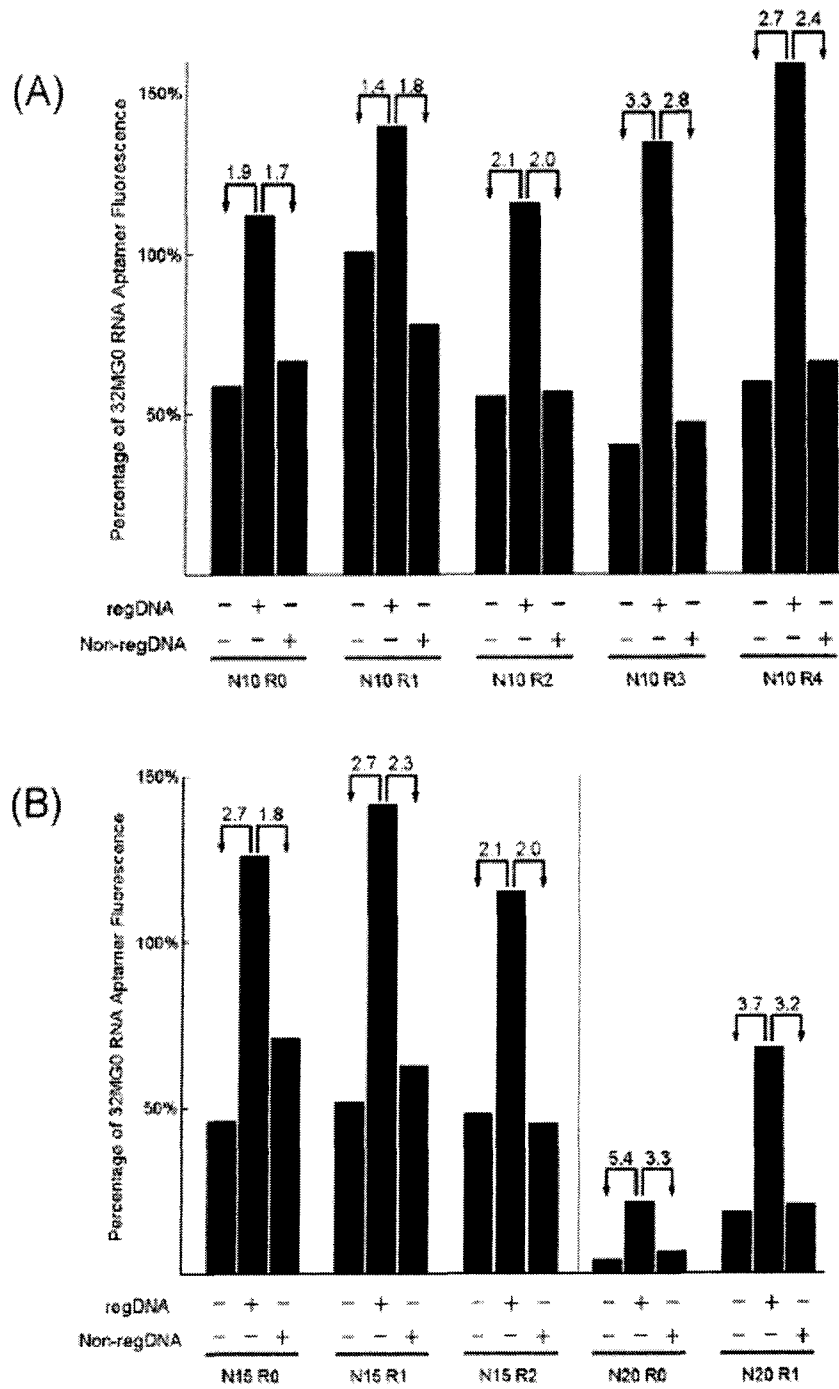 (A)
Percentage of 32MG0 RNA Aptamer Fluorescence
150%
100%
50%
1.9 1.7
1.4 1.8
2.1 2.0
3.3 2.8
2.7 2.4
regDNA - + - - + - - + - - + - - + -
Non-regDNA - - + - - + - - + - - + - - +
N10 R0 N10 R1 N10 R2 N10 R3 N10 R4
(B)
Percentage of 32MG0 RNA Aptamer Fluorescence
150%
100%
50%
2.7 1.8
2.7 2.3
2.1 2.0
5.4 3.3
3.7 3.2
regDNA - + - - + - - + - - + - - + -
Non-regDNA - - + - - + - - + - - + - - +
N15 R0 N15 R1 N15 R2 N20 R0 N20 R1